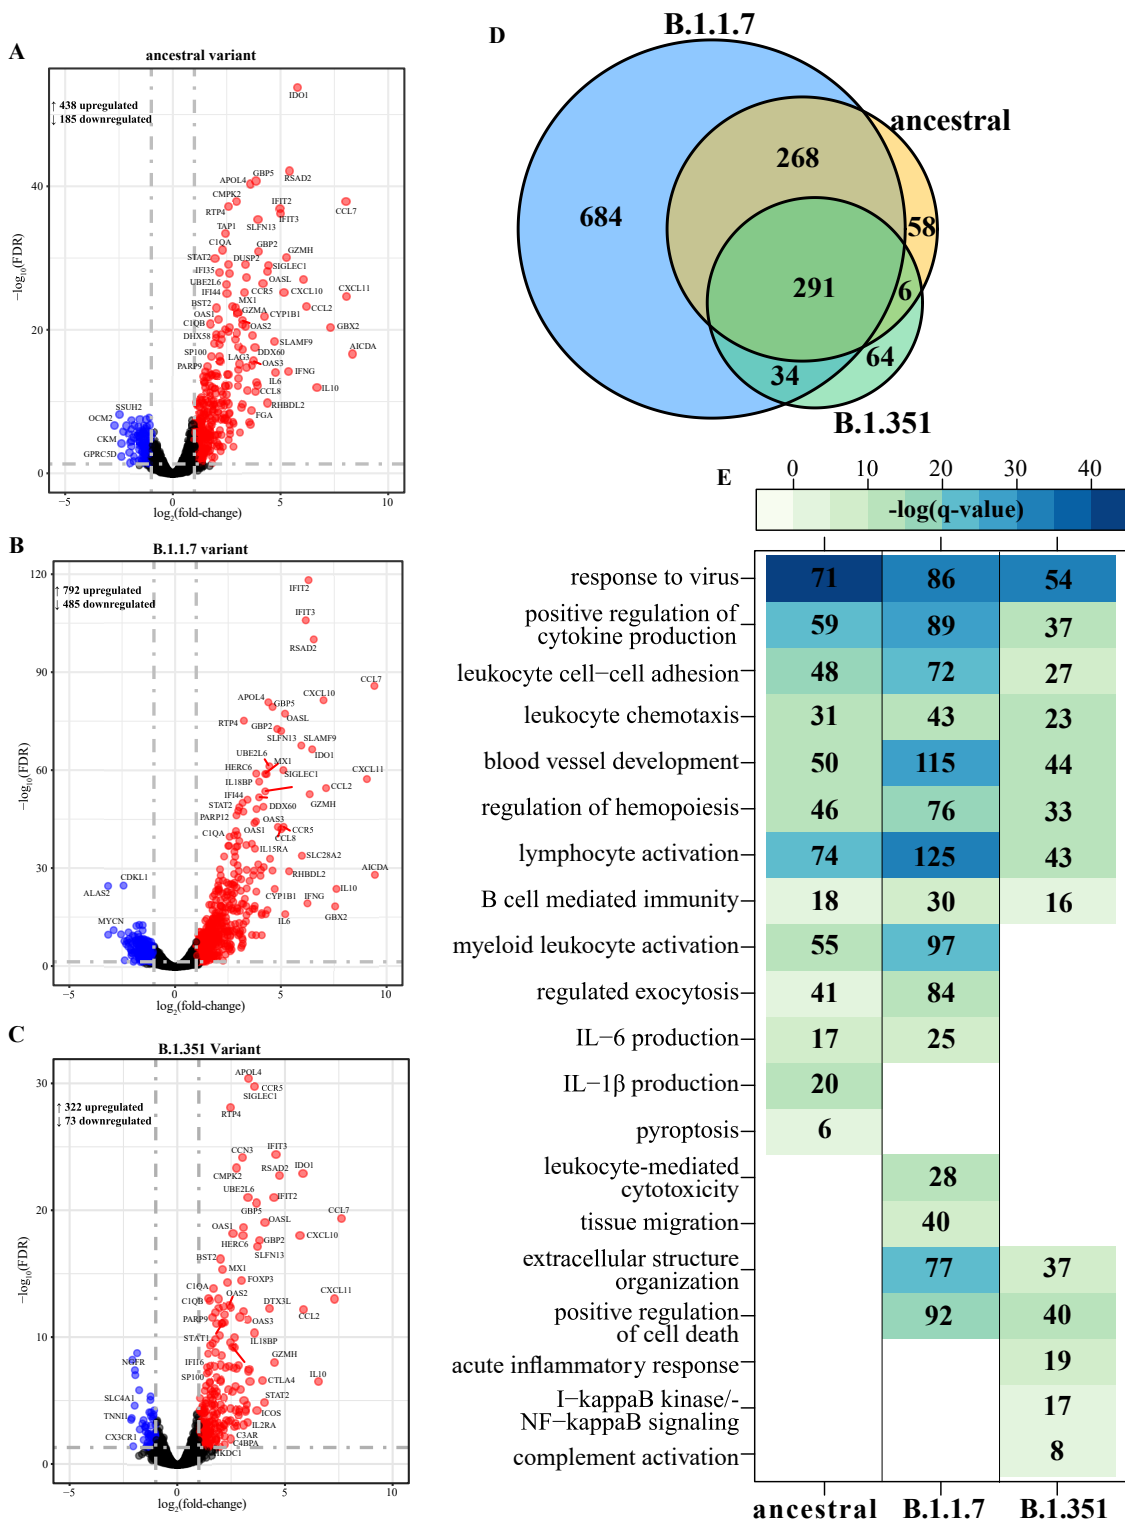 A
ancestral variant
↑ 438 upregulated
↓ 185 downregulated
IDO1
GBP5
RSAD2
APOL4
CMPK2
IFIT2
CCL7
RTP4
IFIT3
SLFN13
TAP1
C1QA
GBP2
GZMH
STAT2
DUSP2
SIGLEC1
IFI35
OASL
UBE2L6
IFI44
CCR5
CXCL10
CXCL11
BST2
MX1
CCL2
OAS1
GZMA
CYP1B1
C1QB
OAS2
GBX2
DHX58
SLAMF9
SP100
DDX60
AICDA
LAG3
PARP9
OAS3
IFNG
IL6
IL10
CCL8
RHBDL2
FGA
SSUH2
OCM2
CKM
GPRC5D
40
20
0
−log10(FDR)
−5
0
5
10
log2(fold-change)
B
B.1.1.7 variant
↑ 792 upregulated
↓ 485 downregulated
IFIT2
IFIT3
RSAD2
CCL7
APOL4
CXCL10
GBP5
OASL
RTP4
GBP2
SLFN13
SLAMF9
UBE2L6
IDO1
MX1
HERC6
SIGLEC1
CXCL11
IL18BP
CCL2
IFI44
GZMH
STAT2
DDX60
PARP12
OAS3
C1QA
OAS1
CCR5
CCL8
IL15RA
SLC28A2
RHBDL2
AICDA
CDKL1
ALAS2
CYP1B1
IFNG
IL10
GBX2
IL6
MYCN
120
90
60
30
0
−log10(FDR)
−5
0
5
10
log2(fold-change)
C
B.1.351 Variant
↑ 322 upregulated
↓ 73 downregulated
APOL4
CCR5
SIGLEC1
RTP4
CCN3
IFIT3
RSAD2
IDO1
CMPK2
UBE2L6
IFIT2
GBP5
CCL7
OAS1
OASL
HERC6
GBP2
CXCL10
SLFN13
BST2
MX1
FOXP3
C1QA
OAS2
CXCL11
C1QB
DTX3L
CCL2
PARP9
OAS3
STAT1
IL18BP
IFI16
GZMH
SP100
CTLA4
IL10
STAT2
ICOS
IL2RA
C3AR
C4BPA
HKDC1
NGFR
SLC4A1
TNNI1
CX3CR1
30
20
10
0
−log10(FDR)
−5
0
5
10
log2(fold-change)
D
B.1.1.7
ancestral
268
684
58
291
6
64
34
B.1.351
E
0 10 20 30 40
-log(q-value)
response to virus 71 86 54
positive regulation of
cytokine production 59 89 37
leukocyte cell−cell adhesion 48 72 27
leukocyte chemotaxis 31 43 23
blood vessel development 50 115 44
regulation of hemopoiesis 46 76 33
lymphocyte activation 74 125 43
B cell mediated immunity 18 30 16
myeloid leukocyte activation 55 97
regulated exocytosis 41 84
IL−6 production 17 25
IL−1β production 20
pyroptosis 6
leukocyte-mediated
cytotoxicity 28
tissue migration 40
extracellular structure
organization 77 37
positive regulation
of cell death 92 40
acute inflammatory response 19
I−kappaB kinase/-
NF−kappaB signaling 17
complement activation 8
ancestral B.1.1.7 B.1.351